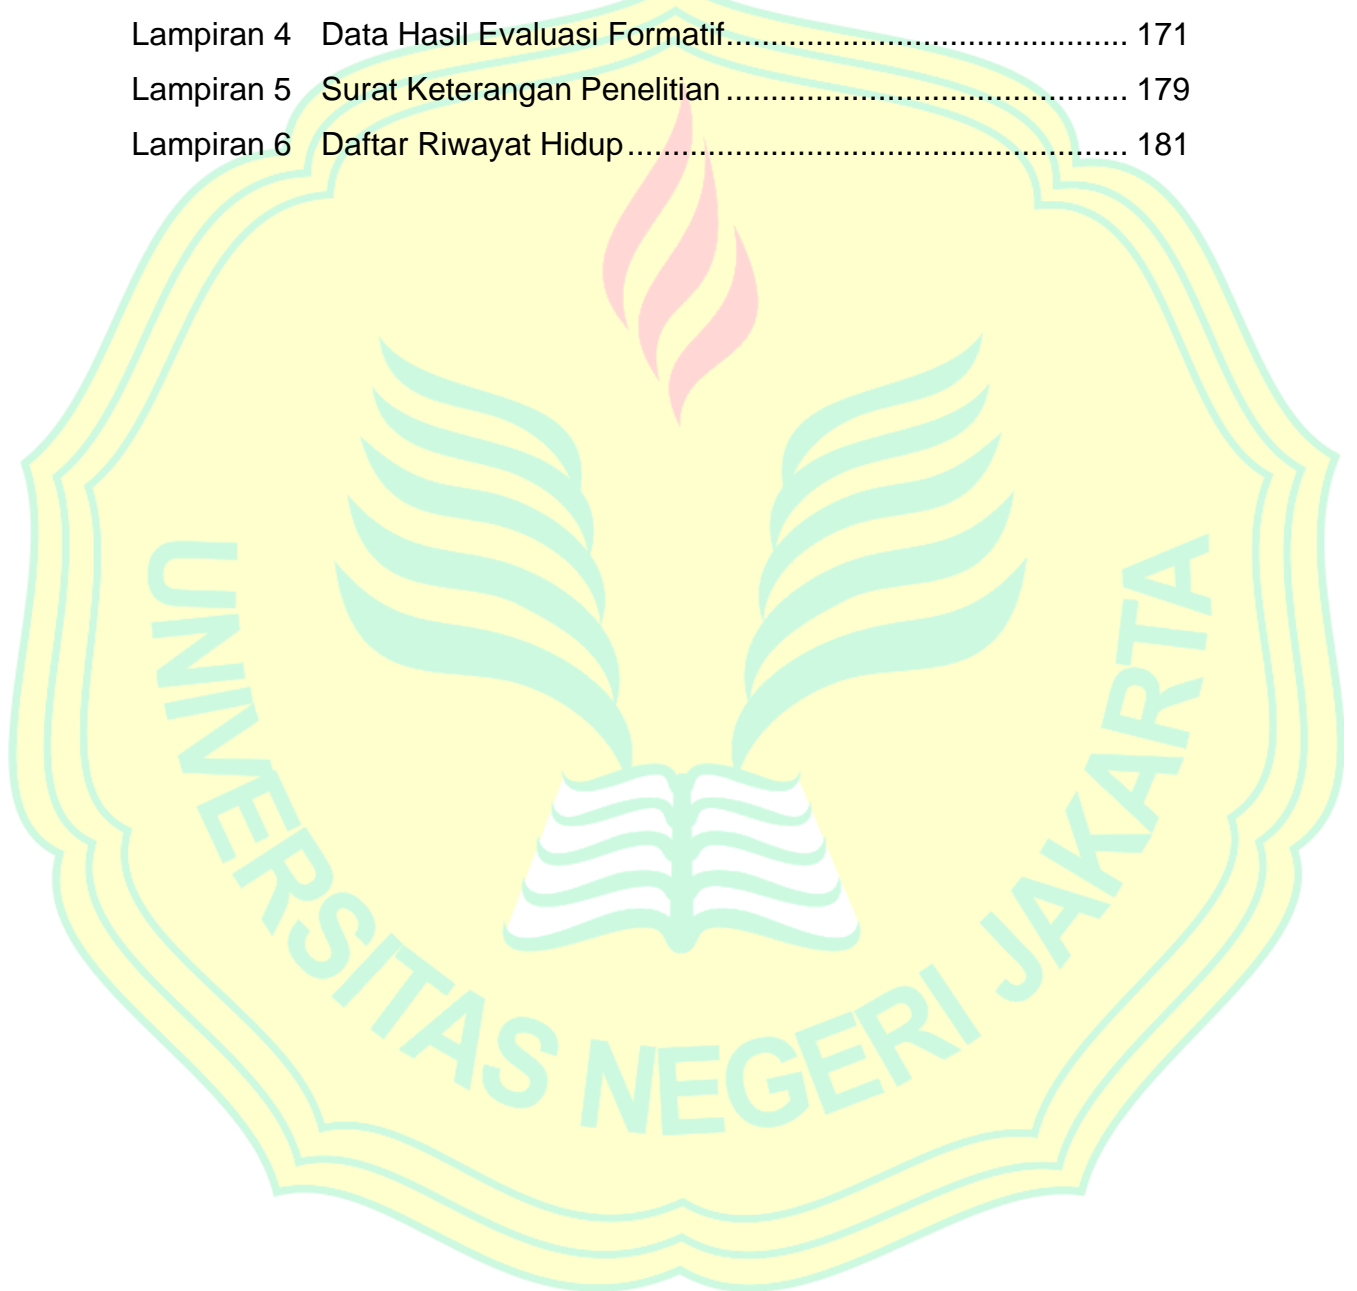 Lampiran 4 Data Hasil Evaluasi Formatif............................................. 171
Lampiran 5 Surat Keterangan Penelitian............................................. 179
Lampiran 6 Daftar Riwayat Hidup........................................................ 181
UNIVERSITAS NEGERI JAKARTA